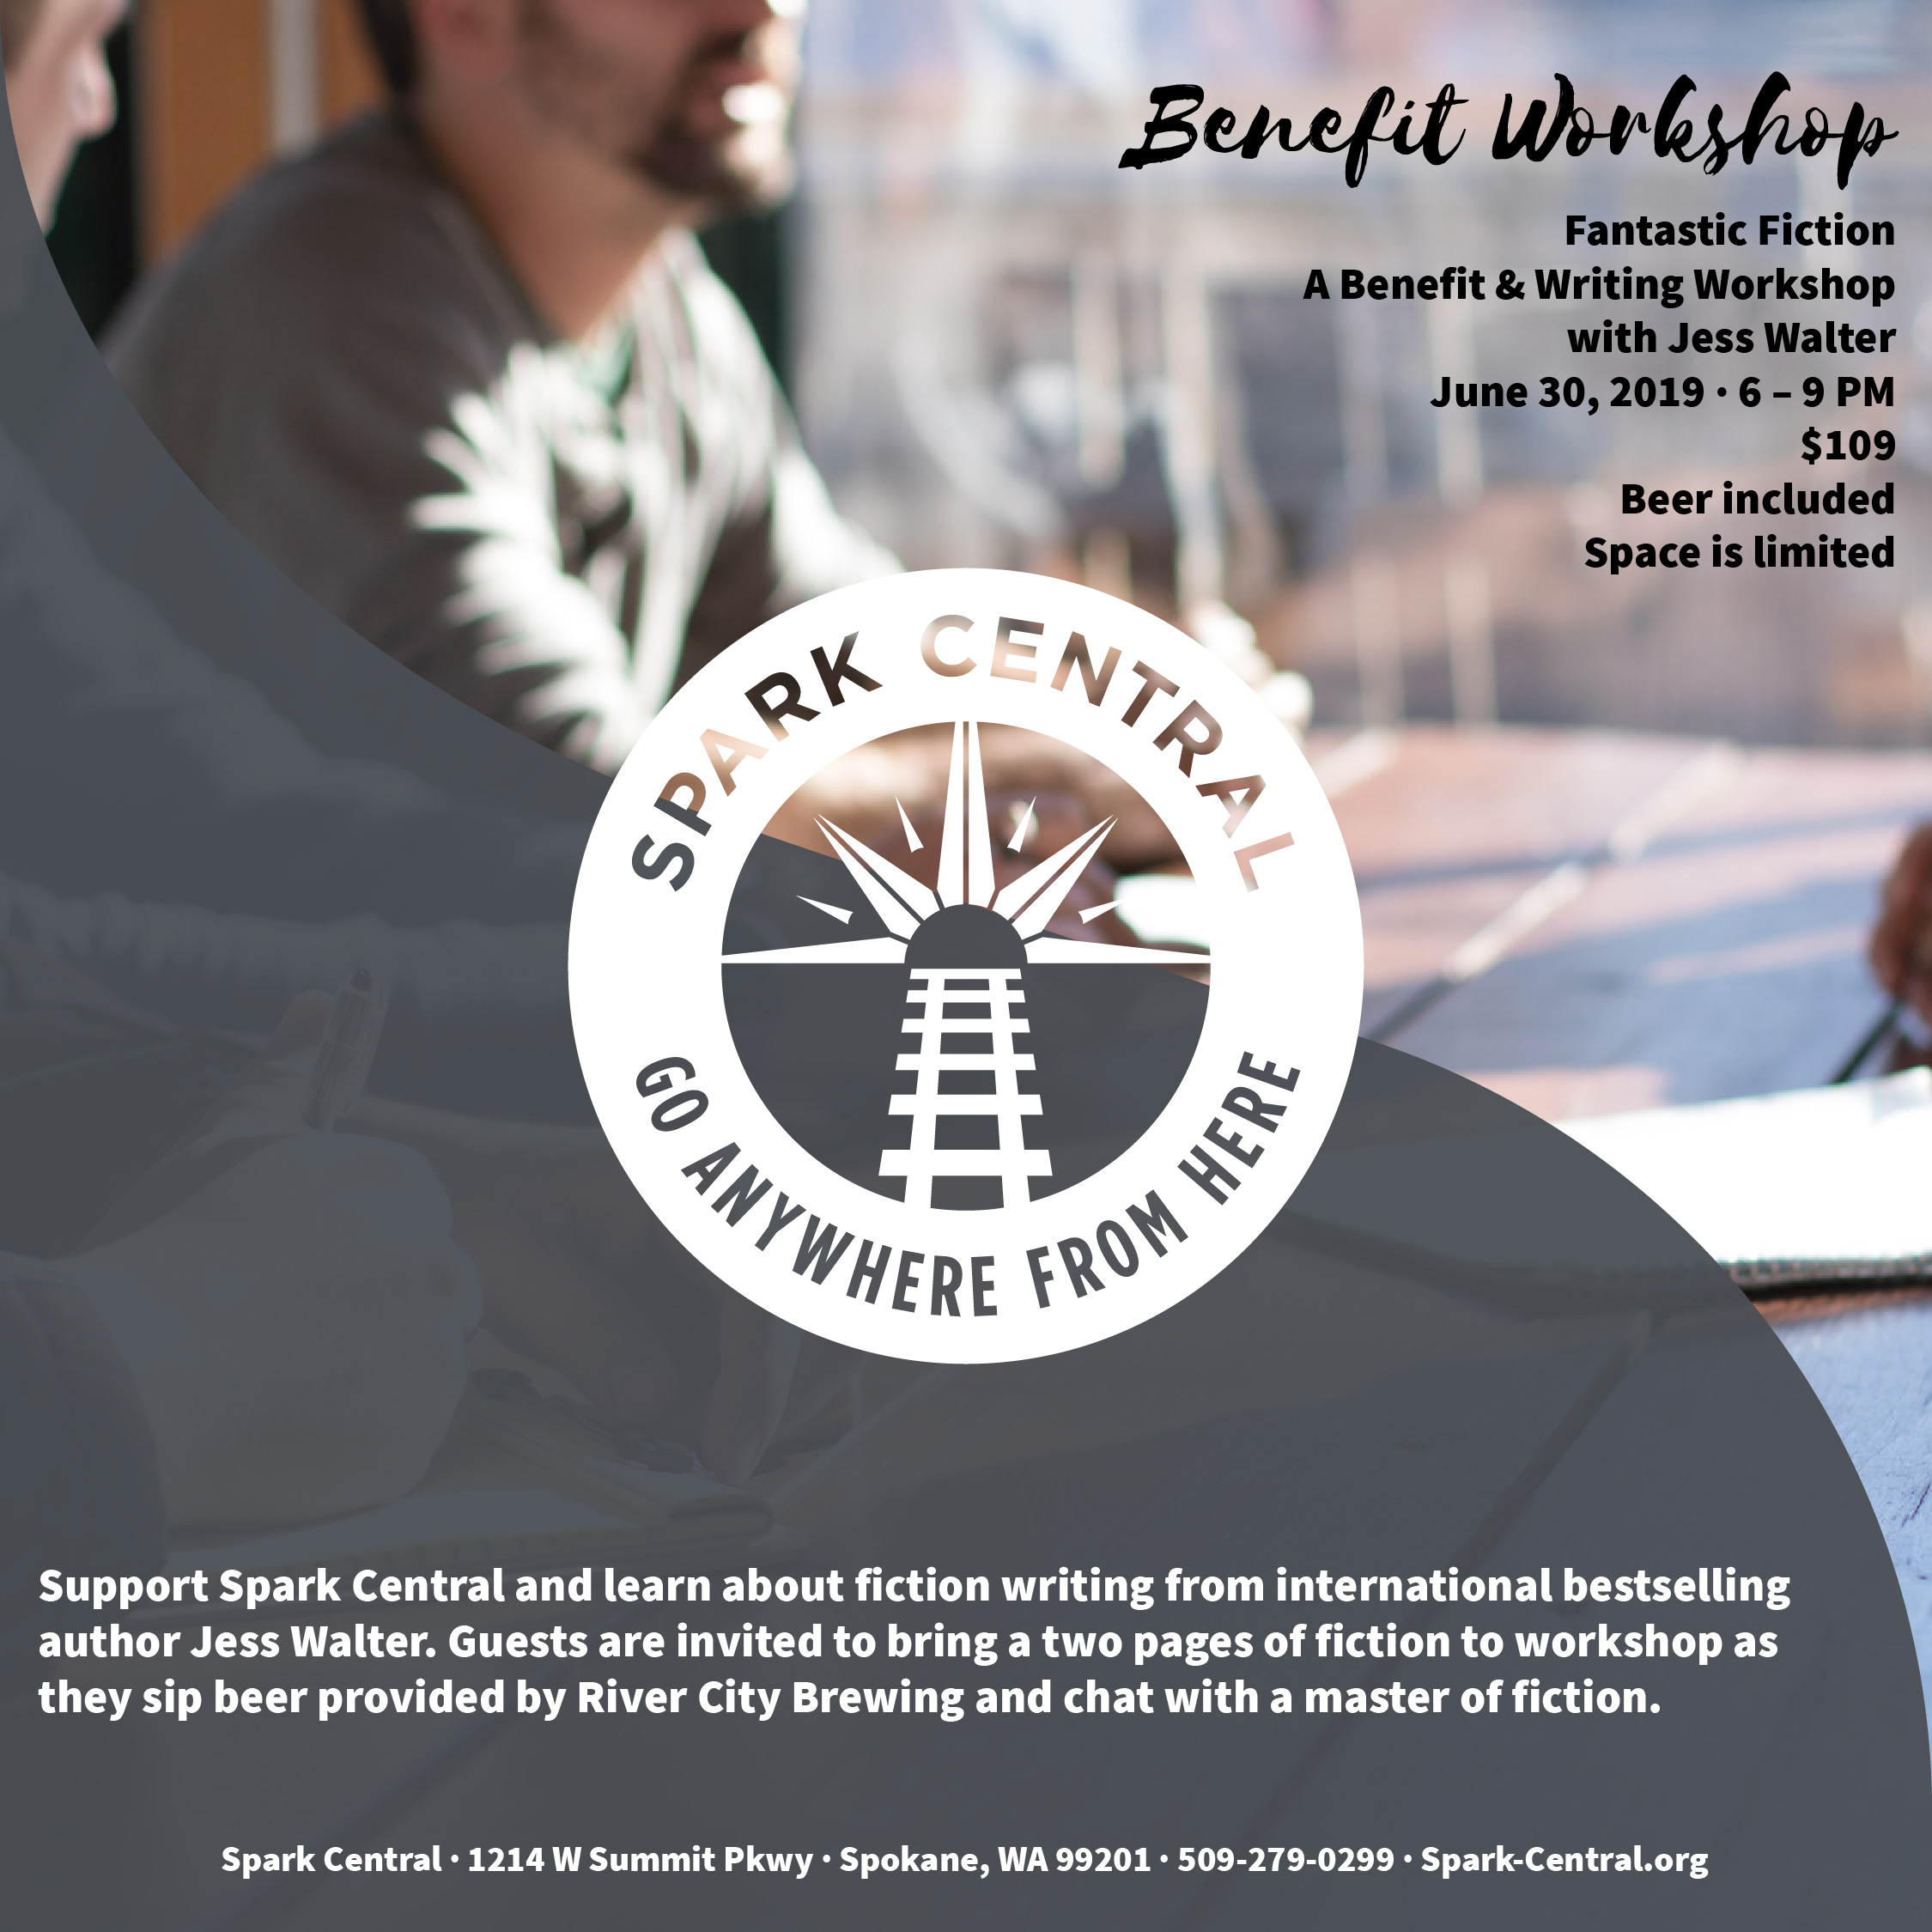 Benefit Workshop
Fantastic Fiction
A Benefit & Writing Workshop
with Jess Walter
June 30, 2019 • 6 – 9 PM
$109
Beer included
Space is limited
SPARK CENTRAL
GO ANYWHERE FROM HERE
Support Spark Central and learn about fiction writing from international bestselling
author Jess Walter. Guests are invited to bring a two pages of fiction to workshop as
they sip beer provided by River City Brewing and chat with a master of fiction.
Spark Central • 1214 W Summit Pkwy • Spokane, WA 99201 • 509-279-0299 • Spark-Central.org